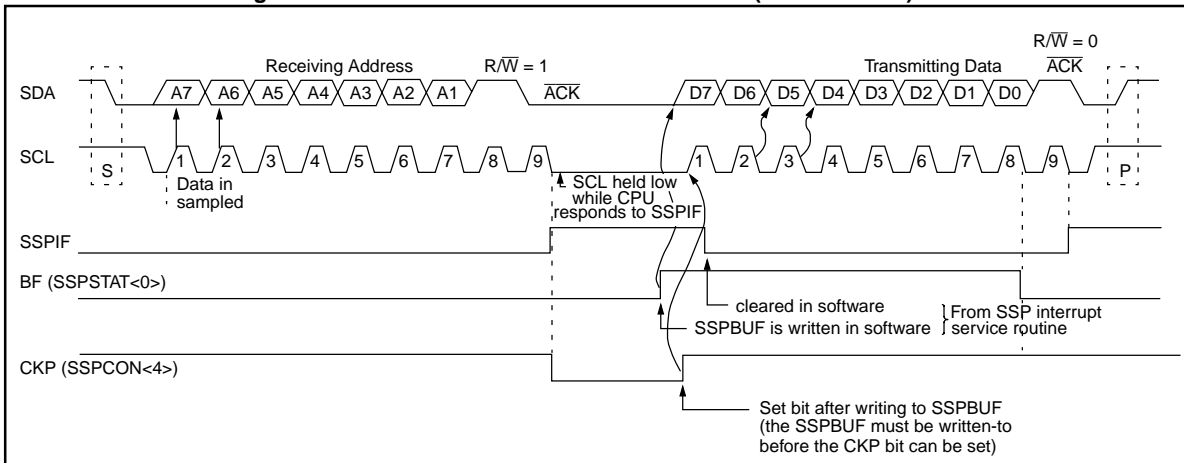 R/W̅ = 0
Receiving Address R/W̅ = 1 Transmitting Data A̅C̅K̅
SDA A7 A6 A5 A4 A3 A2 A1 A̅C̅K̅ D7 D6 D5 D4 D3 D2 D1 D0
SCL 1 2 3 4 5 6 7 8 9 1 2 3 4 5 6 7 8 9
S P
Data in
sampled
SCL held low
while CPU
responds to SSPIF
SSPIF
BF (SSPSTAT<0>)
cleared in software
SSPBUF is written in software
From SSP interrupt
service routine
CKP (SSPCON<4>)
Set bit after writing to SSPBUF
(the SSPBUF must be written-to
before the CKP bit can be set)